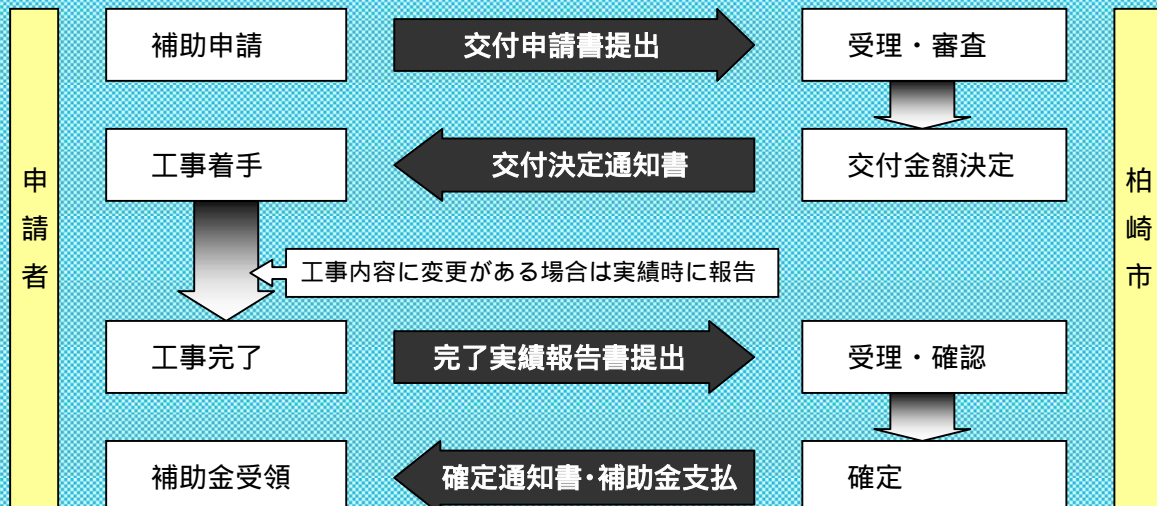 申請者
補助申請
交付申請書提出
受理・審査
工事着手
交付決定通知書
交付金額決定
工事内容に変更がある場合は実績時に報告
工事完了
完了実績報告書提出
受理・確認
補助金受領
確定通知書・補助金支払
確定
柏崎市